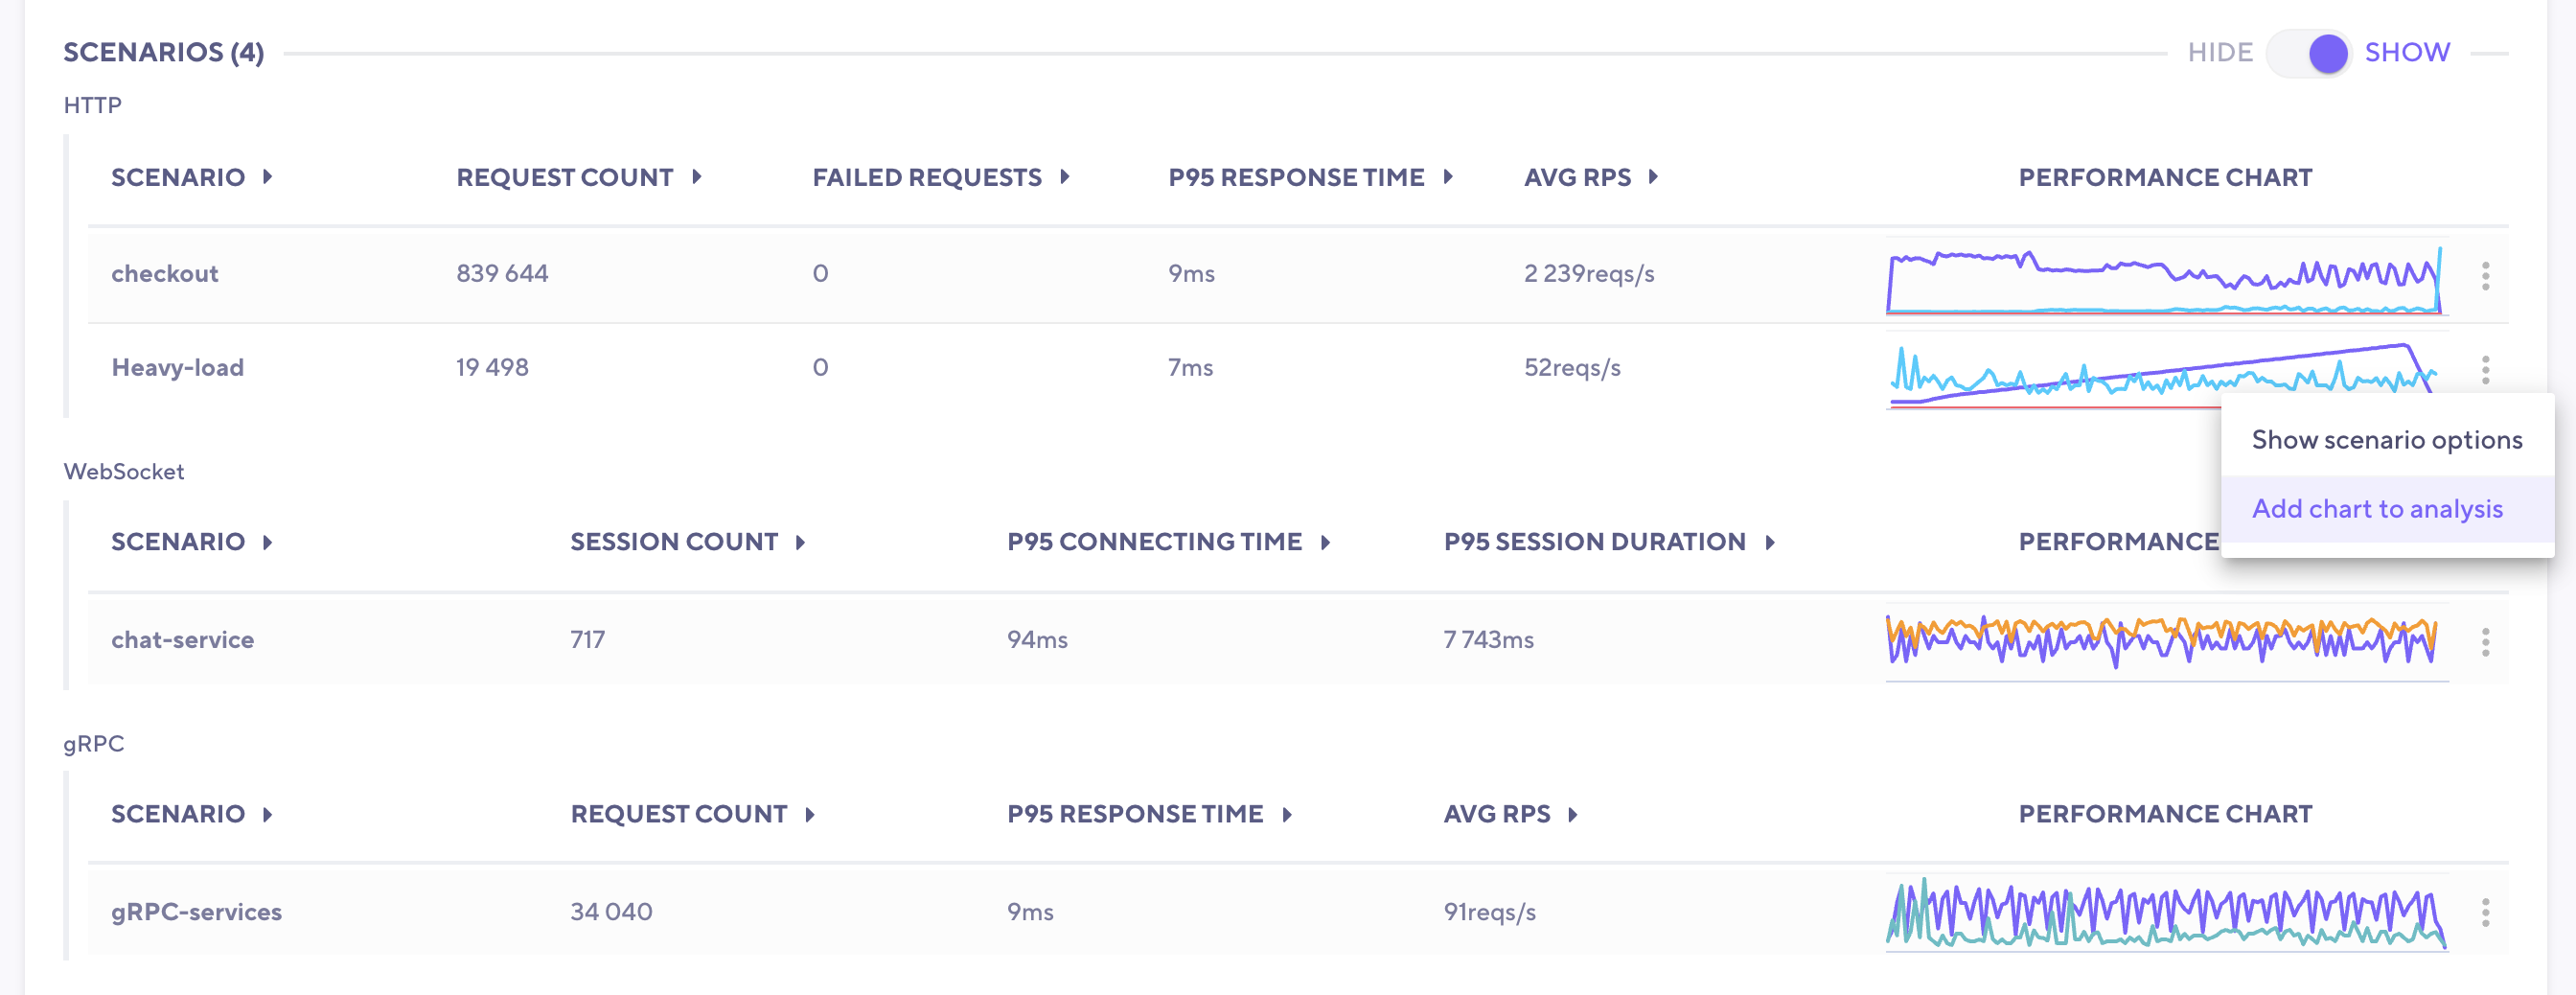 SCENARIOS (4) HIDE SHOW
HTTP
SCENARIO REQUEST COUNT FAILED REQUESTS P95 RESPONSE TIME AVG RPS PERFORMANCE CHART
checkout 839 644 0 9ms 2 239reqs/s
Heavy-load 19 498 0 7ms 52reqs/s
Show scenario options
Add chart to analysis
WebSocket
SCENARIO SESSION COUNT P95 CONNECTING TIME P95 SESSION DURATION PERFORMANCE
chat-service 717 94ms 7 743ms
gRPC
SCENARIO REQUEST COUNT P95 RESPONSE TIME AVG RPS PERFORMANCE CHART
gRPC-services 34 040 9ms 91reqs/s